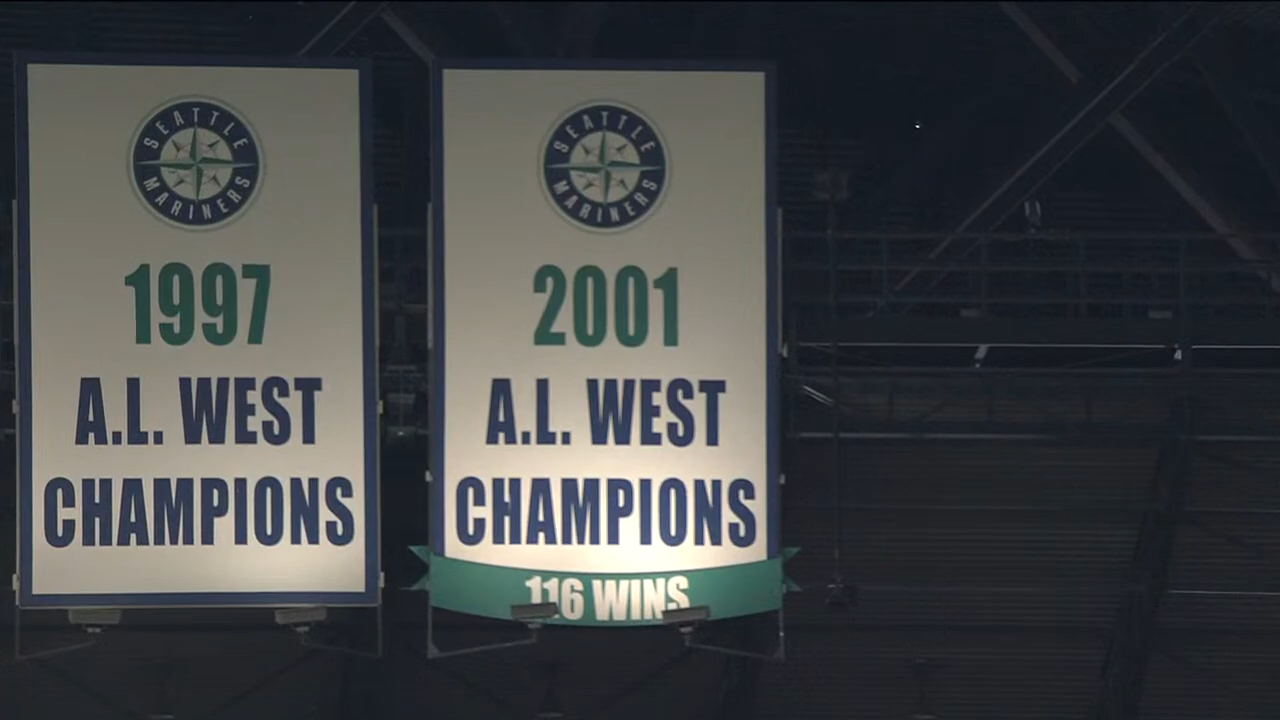 SEATTLE
MARINERS
1997
A.L. WEST
CHAMPIONS
SEATTLE
MARINERS
2001
A.L. WEST
CHAMPIONS
116 WINS